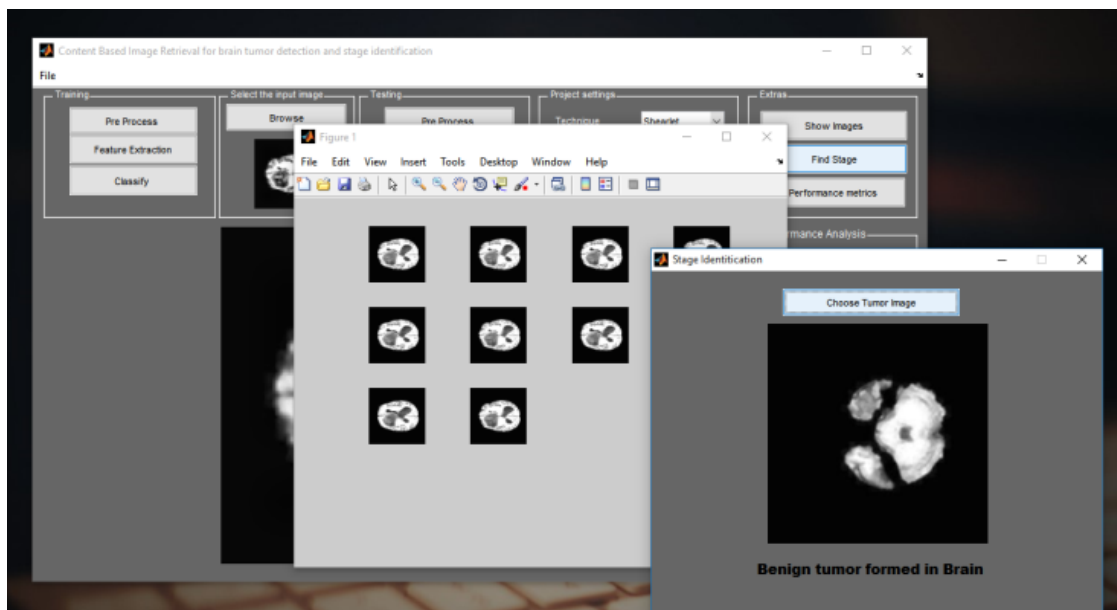 Content Based Image Retrieval for brain tumor detection and stage identification
File
Training
Select the input image
Testing
Project settings
Extras
Pre Process
Browse
Pre Process
Technique
Shearlet
Show Images
Feature Extraction
Find Stage
Classify
Performance metrics
Figure 1
File Edit View Insert Tools Desktop Window Help
rmance Analysis
Stage Identitication
Choose Tumor Image
Benign tumor formed in Brain